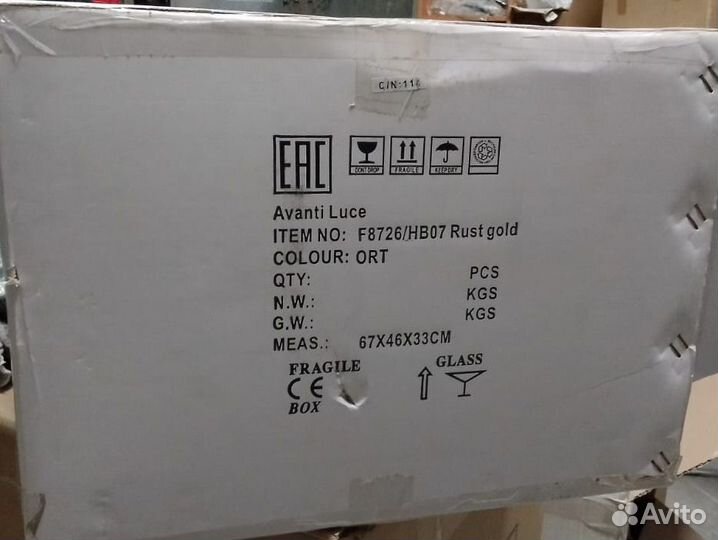 C/N:114
EAC
DONT DROP FRAGILE KEEPDRY
Avanti Luce
ITEM NO: F8726/HB07 Rust gold
COLOUR: ORT
QTY: PCS
N.W.: KGS
G.W.: KGS
MEAS.: 67X46X33CM
FRAGILE GLASS
CE
BOX
Avito